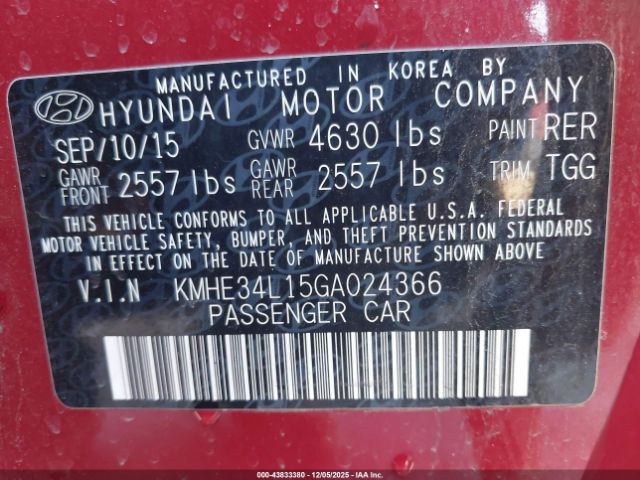 MANUFACTURED IN KOREA BY
HYUNDAI MOTOR COMPANY
SEP/10/15 GVWR 4630 lbs PAINT RER
GAWR FRONT 2557 lbs GAWR REAR 2557 lbs TRIM TGG
THIS VEHICLE CONFORMS TO ALL APPLICABLE U.S.A. FEDERAL
MOTOR VEHICLE SAFETY, BUMPER, AND THEFT PREVENTION STANDARDS
IN EFFECT ON THE DATE OF MANUFACTURE SHOWN ABOVE
V.I.N KMHE34L15GA024366
PASSENGER CAR
000-43833380 - 12/05/2025 - IAAI.COM